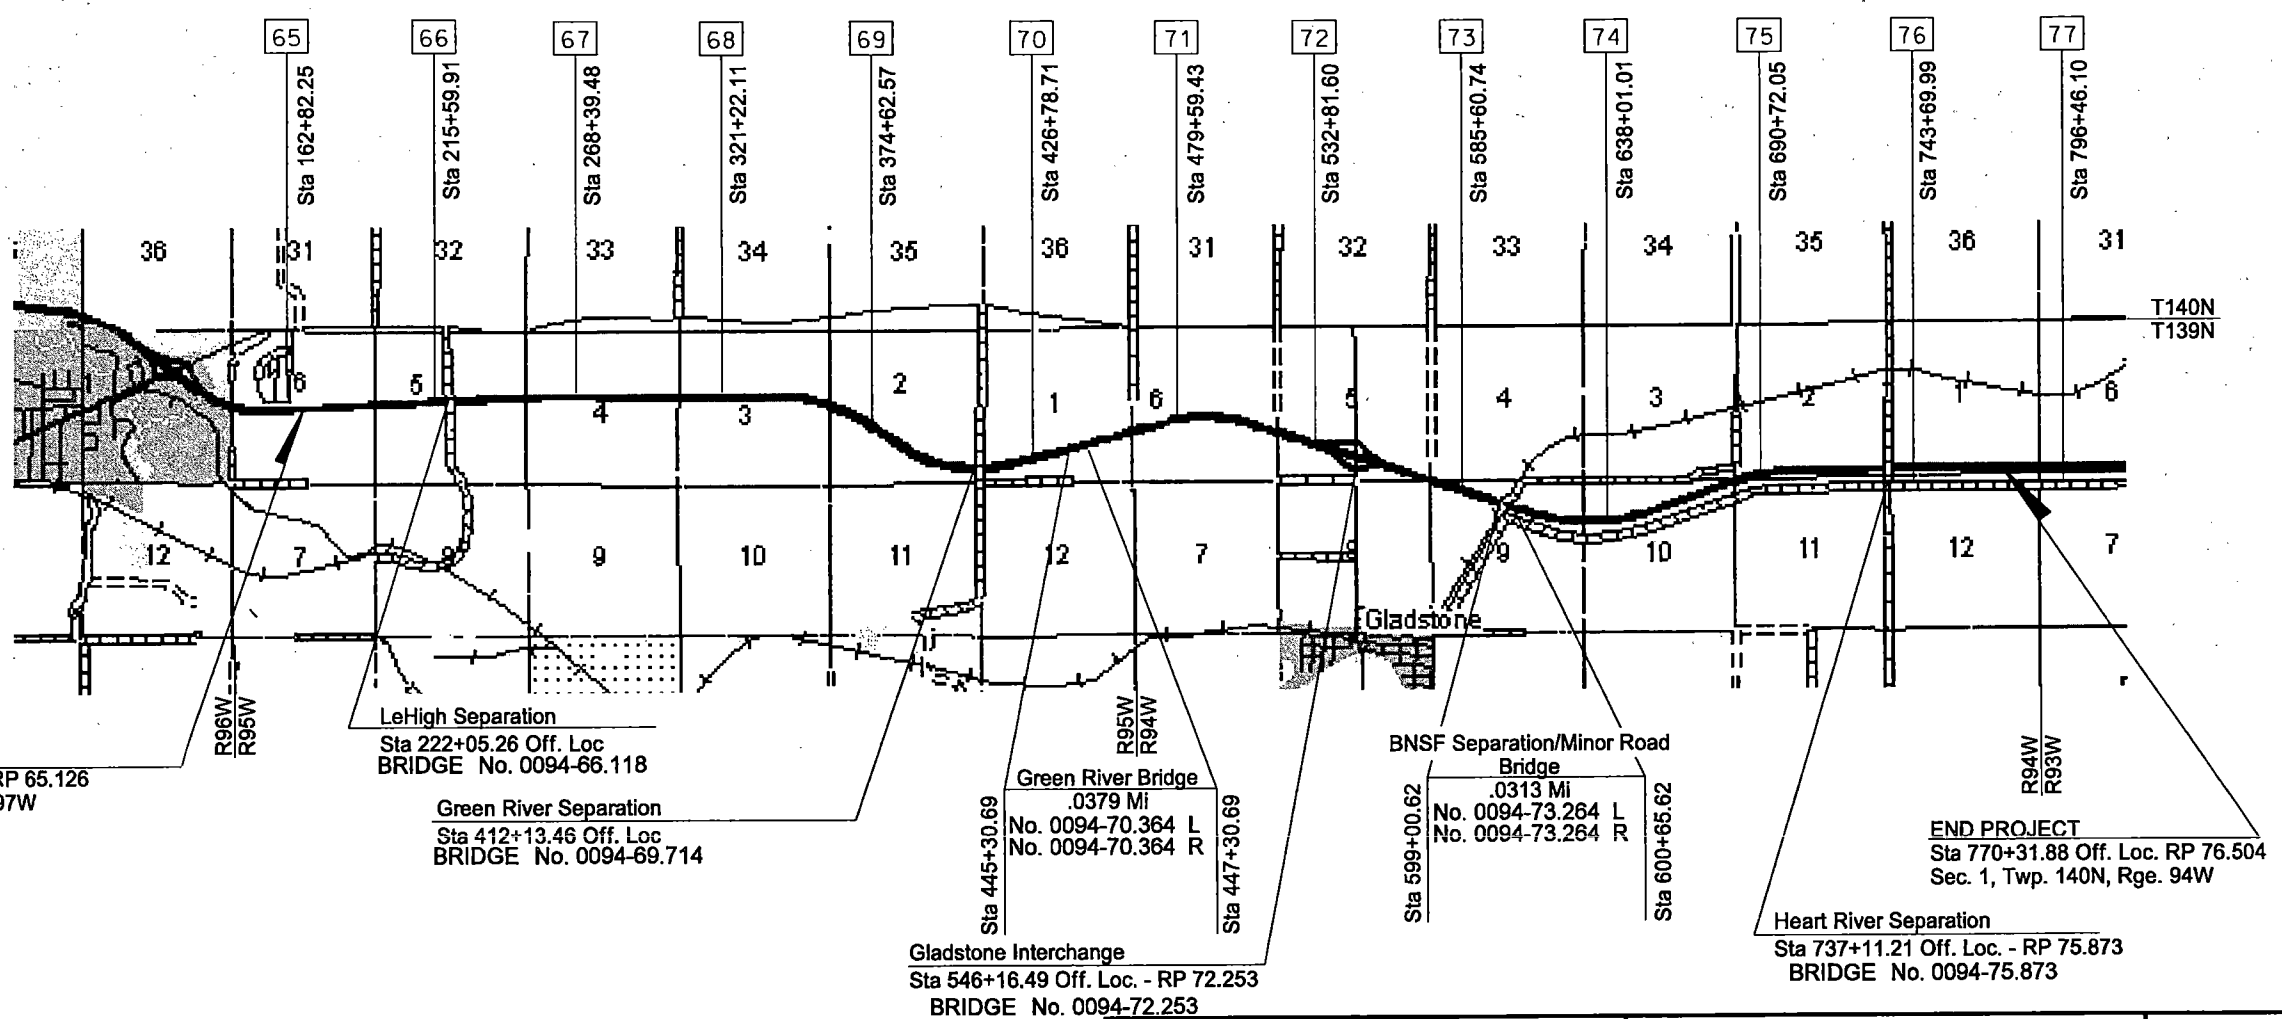 65 66 67 68 69 70 71 72 73 74 75 76 77
Sta 162+82.25
Sta 215+59.91
Sta 268+39.48
Sta 321+22.11
Sta 374+62.57
Sta 426+78.71
Sta 479+59.43
Sta 532+81.60
Sta 585+60.74
Sta 638+01.01
Sta 690+72.05
Sta 743+69.99
Sta 796+46.10
36 31 32 33 34 35 36 31 32 33 34 35 36 31
T140N
T139N
1 6 5 4 3 2 1 6 5 4 3 2 1 6
12 7 8 9 10 11 12 7 9 10 11 12 7
Gladstone
R96W
R95W
R95W
R94W
R94W
R93W
RP 65.126
97W
LeHigh Separation
Sta 222+05.26 Off. Loc
BRIDGE No. 0094-66.118
Green River Separation
Sta 412+13.46 Off. Loc
BRIDGE No. 0094-69.714
Sta 445+30.69
Green River Bridge
.0379 Mi
No. 0094-70.364 L
No. 0094-70.364 R
Sta 447+30.69
Gladstone Interchange
Sta 546+16.49 Off. Loc. - RP 72.253
BRIDGE No. 0094-72.253
BNSF Separation/Minor Road
Bridge
Sta 599+00.62
.0313 Mi
No. 0094-73.264 L
No. 0094-73.264 R
Sta 600+65.62
END PROJECT
Sta 770+31.88 Off. Loc. RP 76.504
Sec. 1, Twp. 140N, Rge. 94W
Heart River Separation
Sta 737+11.21 Off. Loc. - RP 75.873
BRIDGE No. 0094-75.873